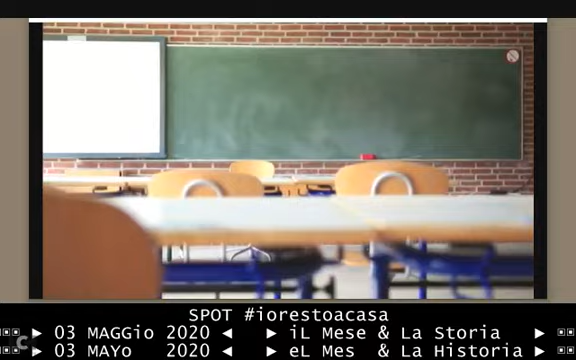 SPOT #iorestoacasa
▶ 03 MAGGio 2020 ◀ ▶ iL Mese & La Storia ▶
▶ 03 MAYo 2020 ◀ ▶ eL Mes & La Historia ▶